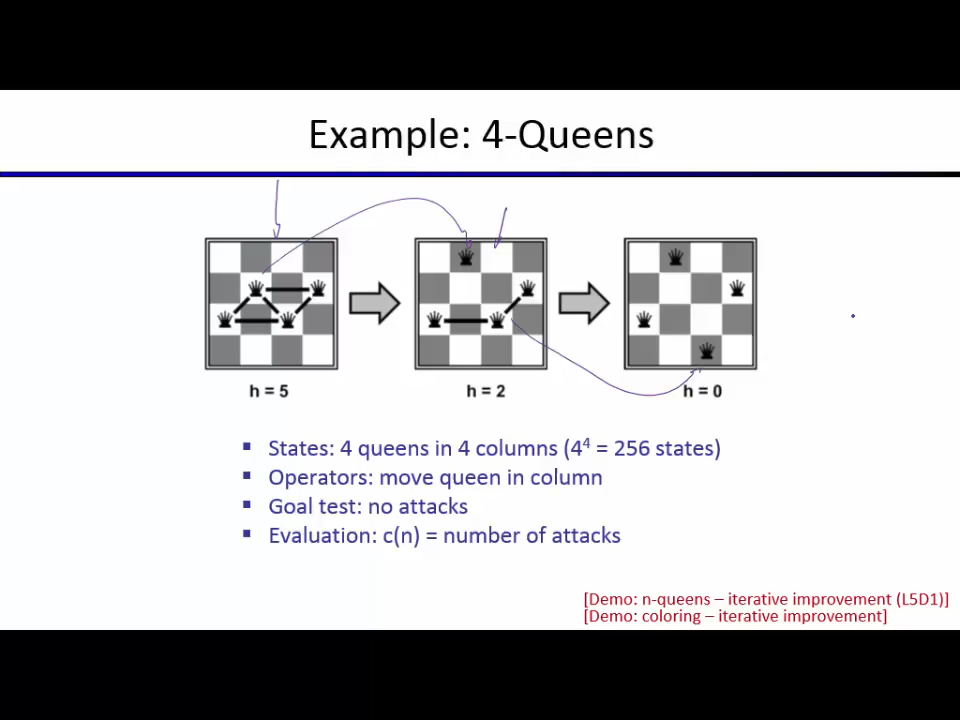 Example: 4-Queens
h = 5
h = 2
h = 0
▪ States: 4 queens in 4 columns (4⁴ = 256 states)
▪ Operators: move queen in column
▪ Goal test: no attacks
▪ Evaluation: c(n) = number of attacks
[Demo: n-queens – iterative improvement (L5D1)]
[Demo: coloring – iterative improvement]